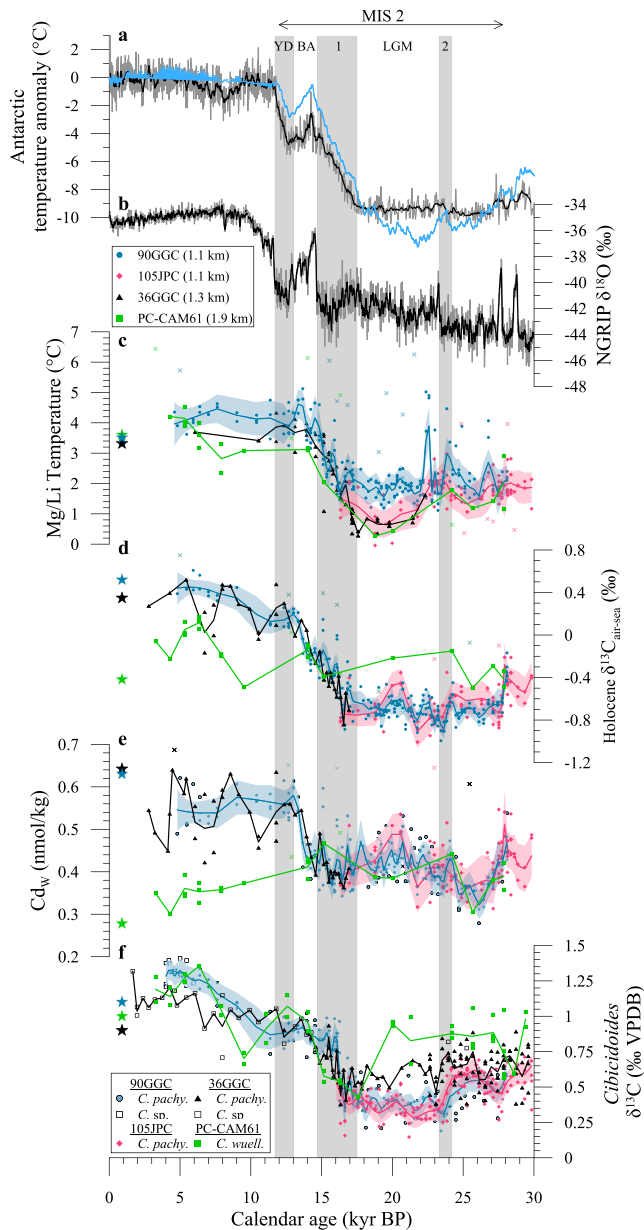 MIS 2
YD BA 1 LGM 2
a
2
0
-2
-4
-6
-8
-10
Antarctic
temperature anomaly (°C)
b
-34
-36
-38
-40
-42
-44
-46
-48
NGRIP δ18O (‰)
90GGC (1.1 km)
105JPC (1.1 km)
36GGC (1.3 km)
PC-CAM61 (1.9 km)
c
7
6
5
4
3
2
1
0
Mg/Li Temperature (°C)
d
0.8
0.4
0
-0.4
-0.8
-1.2
Holocene δ13Cair-sea (‰)
e
0.7
0.6
0.5
0.4
0.3
0.2
CdW (nmol/kg)
f
1.5
1.25
1
0.75
0.5
0.25
0
Cibicidoides
δ13C (‰ VPDB)
90GGC 36GGC
C. pachy. C. pachy.
C. sp. C. sp
105JPC PC-CAM61
C. pachy. C. wuell.
0 5 10 15 20 25 30
Calendar age (kyr BP)